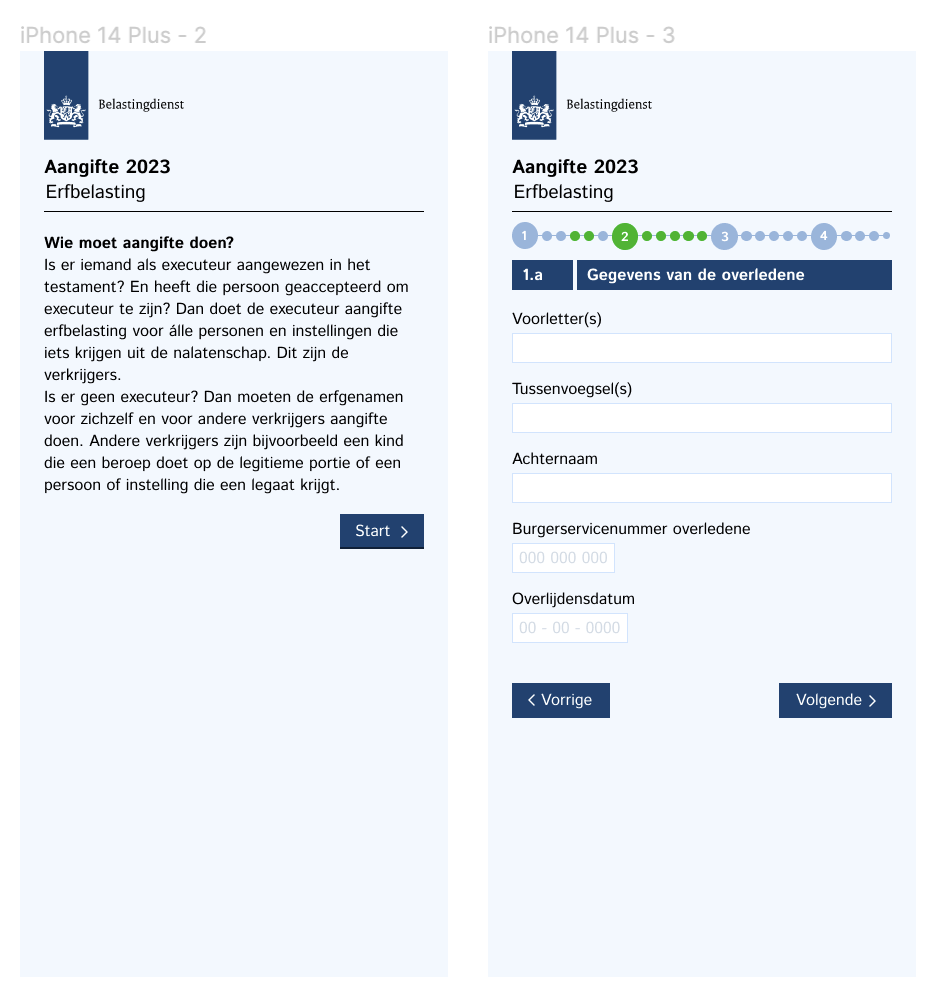 iPhone 14 Plus - 2
Belastingdienst
Aangifte 2023
Erfbelasting
Wie moet aangifte doen?
Is er iemand als executeur aangewezen in het
testament? En heeft die persoon geaccepteerd om
executeur te zijn? Dan doet de executeur aangifte
erfbelasting voor álle personen en instellingen die
iets krijgen uit de nalatenschap. Dit zijn de
verkrijgers.
Is er geen executeur? Dan moeten de erfgenamen
voor zichzelf en voor andere verkrijgers aangifte
doen. Andere verkrijgers zijn bijvoorbeeld een kind
die een beroep doet op de legitieme portie of een
persoon of instelling die een legaat krijgt.
Start
iPhone 14 Plus - 3
Belastingdienst
Aangifte 2023
Erfbelasting
1 2 3 4
1.a Gegevens van de overledene
Voorletter(s)
Tussenvoegsel(s)
Achternaam
Burgerservicenummer overledene
000 000 000
Overlijdensdatum
00 - 00 - 0000
Vorrige Volgende